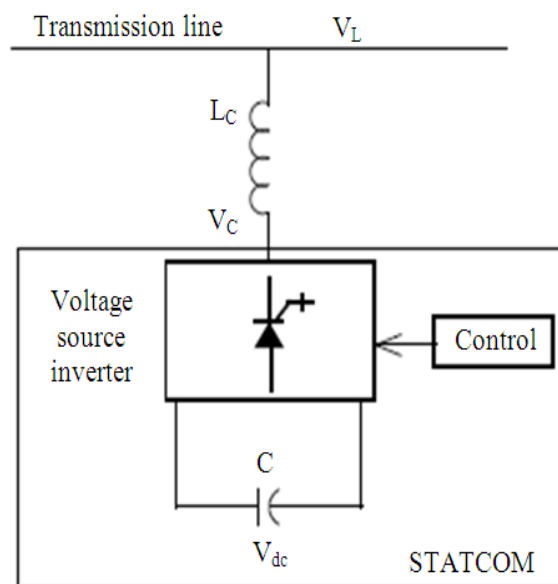 Transmission line
V_L
L_C
V_C
Voltage
source
inverter
Control
C
V_dc
STATCOM